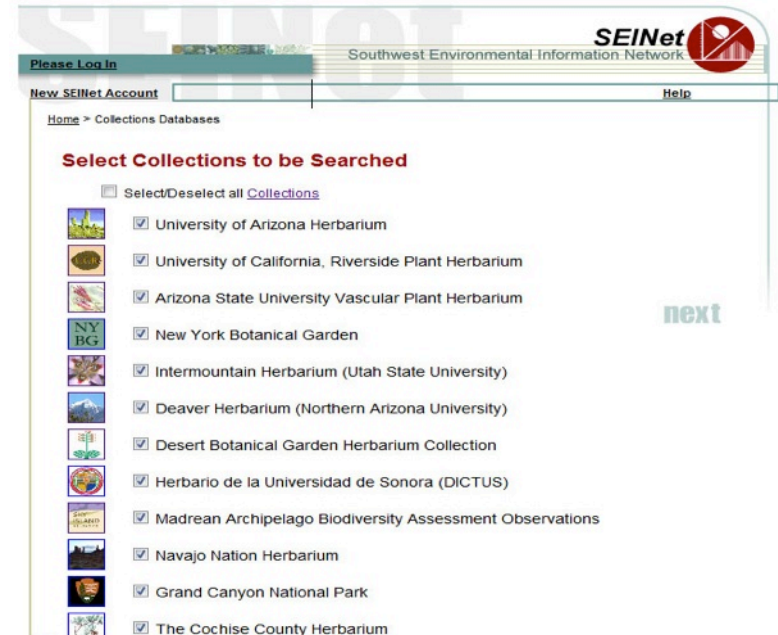 SEINet
SEINet
Southwest Environmental Information Network
Please Log In
New SEINet Account
Help
Home > Collections Databases
Select Collections to be Searched
Select/Deselect all Collections
University of Arizona Herbarium
University of California, Riverside Plant Herbarium
Arizona State University Vascular Plant Herbarium
next
NY BG
New York Botanical Garden
Intermountain Herbarium (Utah State University)
Deaver Herbarium (Northern Arizona University)
Desert Botanical Garden Herbarium Collection
Herbario de la Universidad de Sonora (DICTUS)
Madrean Archipelago Biodiversity Assessment Observations
Navajo Nation Herbarium
Grand Canyon National Park
The Cochise County Herbarium